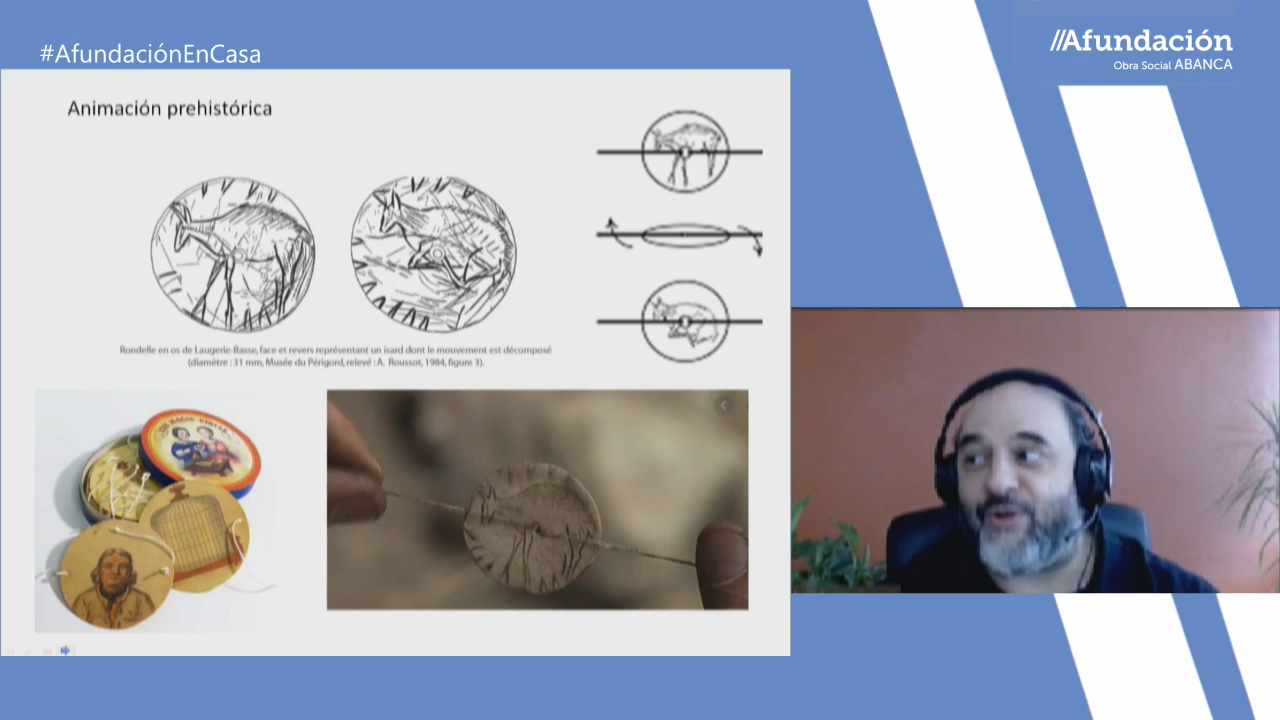 #AfundaciónEnCasa
//Afundación
Obra Social ABANCA
Animación prehistórica
Rondelle en os de Laugerie-Basse, face et revers représentant un isard dont le mouvement est décomposé
(diamètre : 31 mm, Musée du Périgord, relevé : A. Roussot, 1984, figure 3).